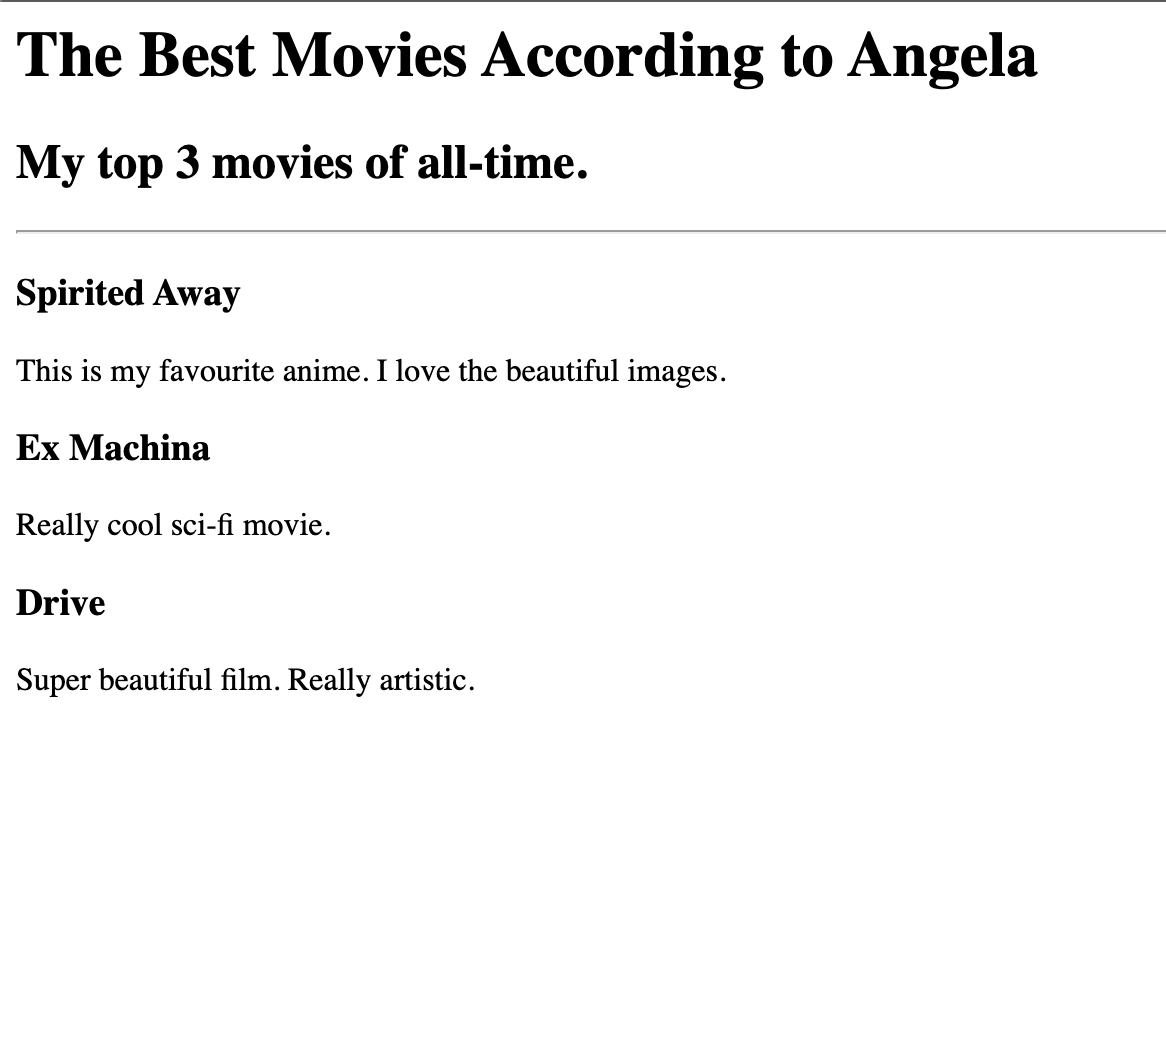 The Best Movies According to Angela
My top 3 movies of all-time.
Spirited Away
This is my favourite anime. I love the beautiful images.
Ex Machina
Really cool sci-fi movie.
Drive
Super beautiful film. Really artistic.